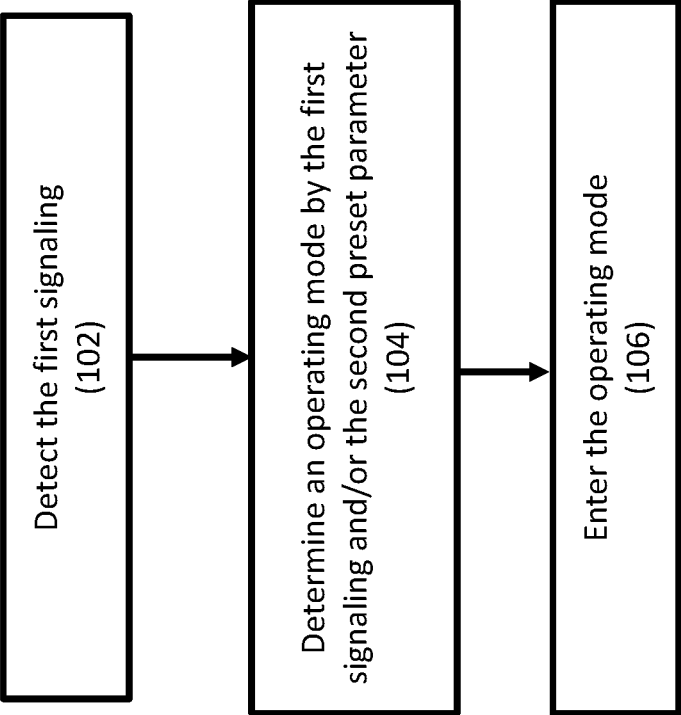 Detect the first signaling
(102)
Determine an operating mode by the first
signaling and/or the second preset parameter
(104)
Enter the operating mode
(106)